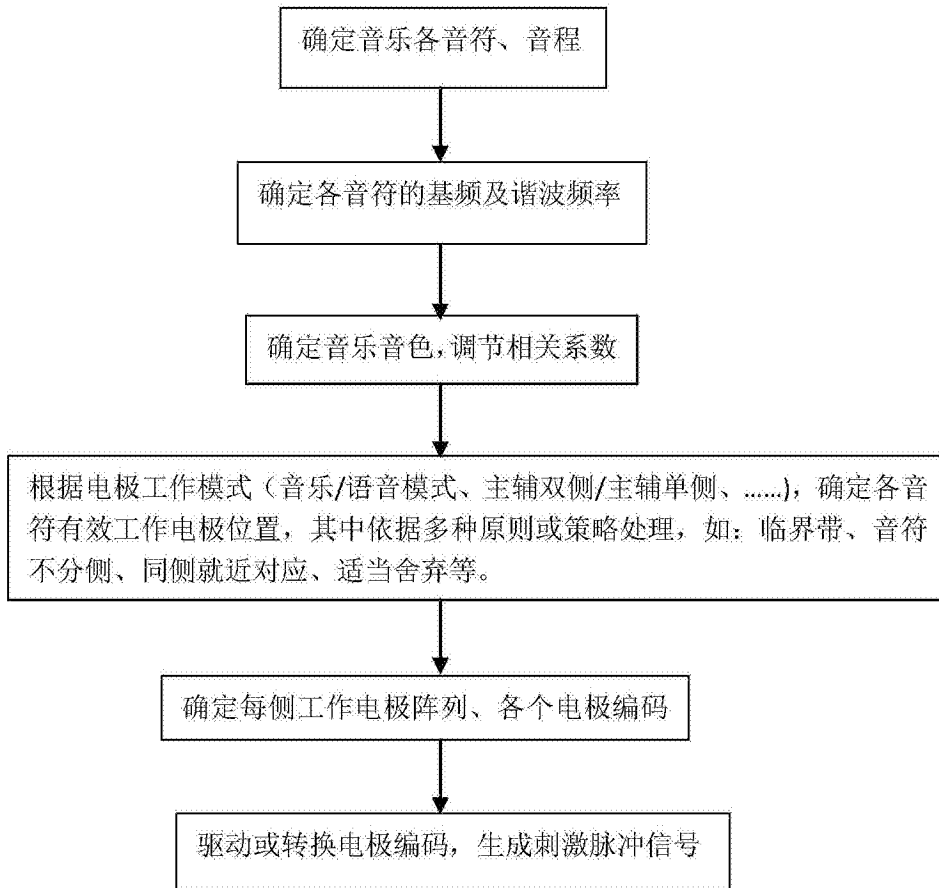 确定音乐各音符、音程
确定各音符的基频及谐波频率
确定音乐音色,调节相关系数
根据电极工作模式（音乐/语音模式、主辅双侧/主辅单侧、......)，确定各音
符有效工作电极位置，其中依据多种原则或策略处理，如：临界带、音符
不分侧、同侧就近对应、适当舍弃等。
确定每侧工作电极阵列、各个电极编码
驱动或转换电极编码，生成刺激脉冲信号